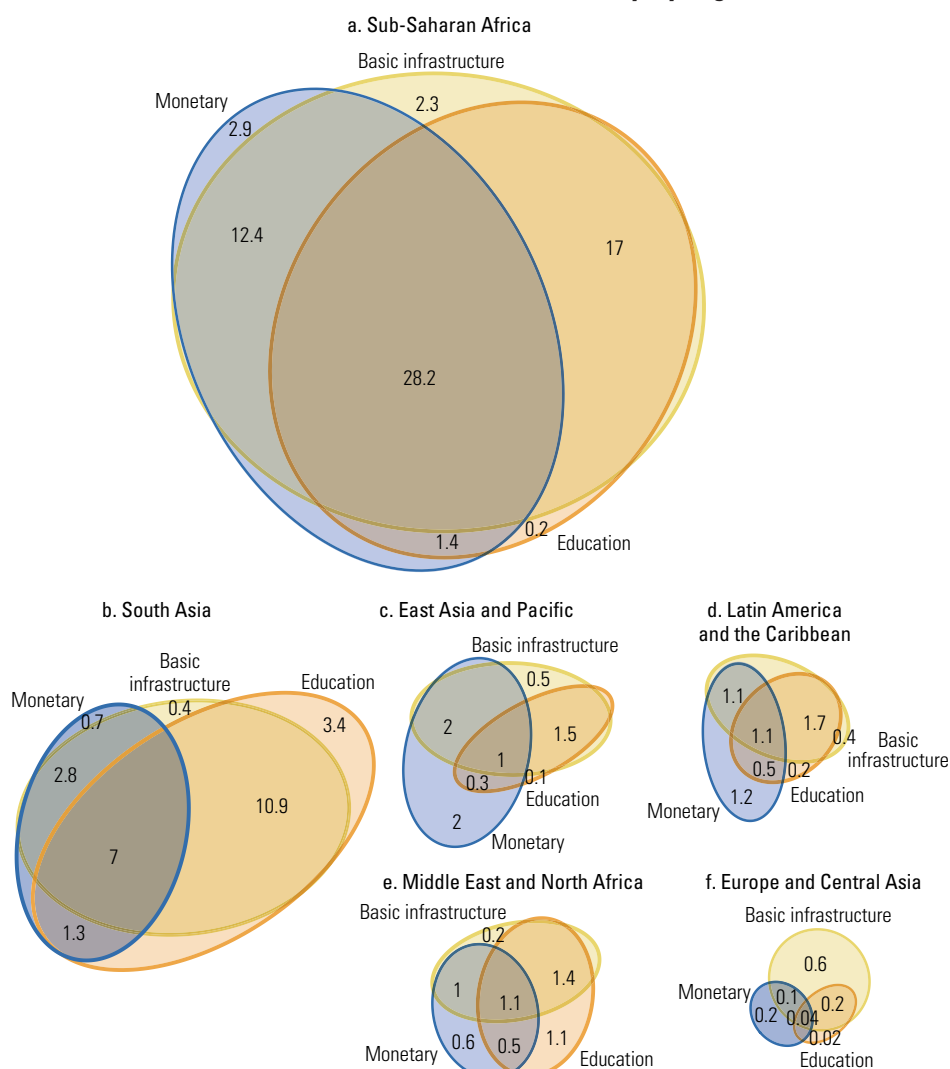 a. Sub-Saharan Africa
Basic infrastructure
Monetary
2.3
2.9
12.4
17
28.2
0.2
1.4
Education
b. South Asia
Basic
infrastructure
Monetary
Education
0.4
0.7
3.4
2.8
10.9
7
1.3
c. East Asia and Pacific
Basic infrastructure
0.5
2
1.5
1
0.3
0.1
Education
2
Monetary
d. Latin America
and the Caribbean
1.1
1.7
1.1
0.4
Basic
infrastructure
0.5
0.2
1.2
Education
Monetary
e. Middle East and North Africa
Basic infrastructure
0.2
1.4
1
1.1
0.6
0.5
1.1
Monetary
Education
f. Europe and Central Asia
Basic infrastructure
0.6
Monetary
0.1
0.2
0.2
0.04
0.02
Education